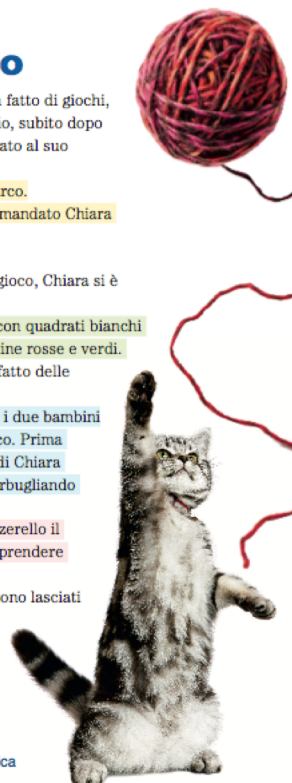 o
fatto di giochi,
io, subito dopo
ato al suo
rco.
mandato Chiara
gioco, Chiara si è
con quadrati bianchi
ine rosse e verdi.
fatto delle
i due bambini
co. Prima
di Chiara
rbugliando
zerello il
prendere
ono lasciati
ca